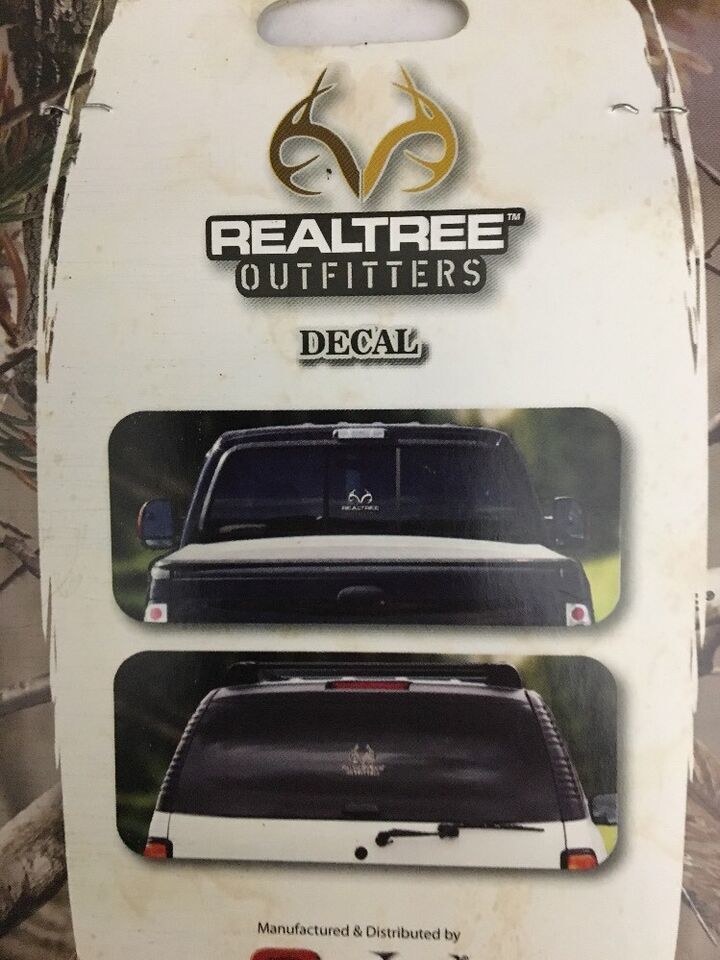 REALTREE™
OUTFITTERS
DECAL
REALTREE
Manufactured & Distributed by